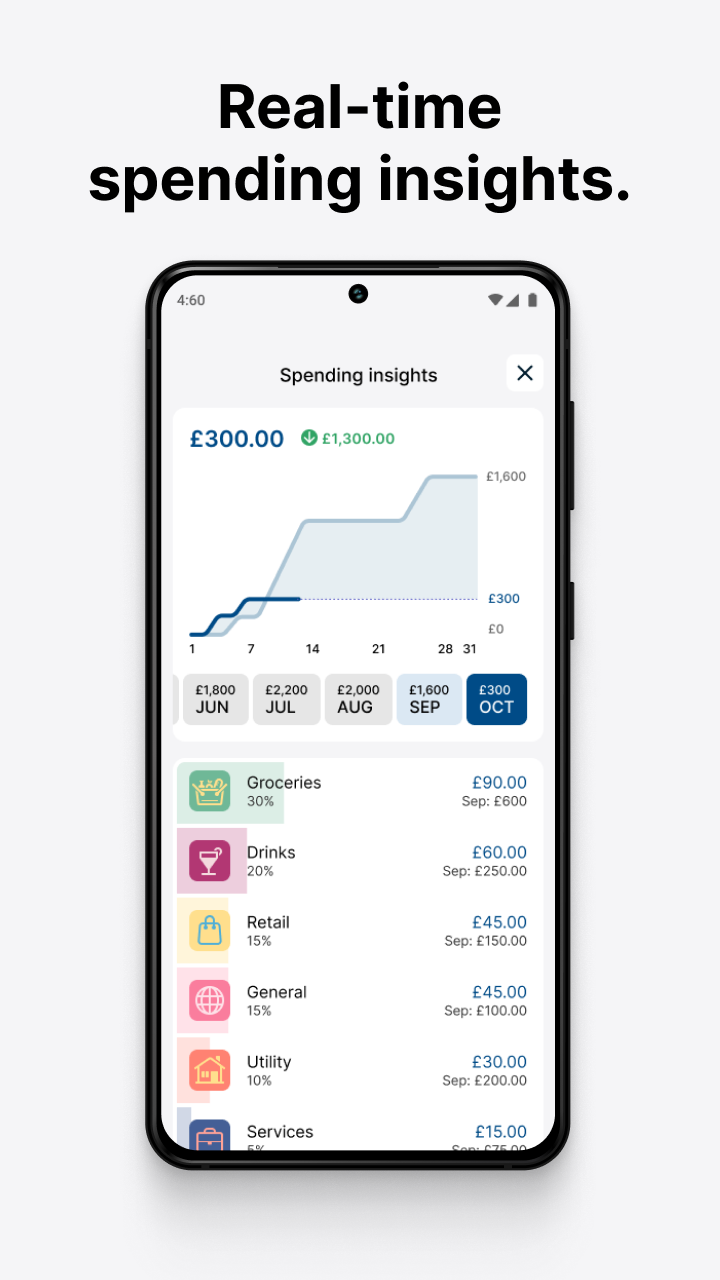 Real-time
spending insights.
4:60
Spending insights
£300.00 £1,300.00
£1,600
£300
£0
1 7 14 21 28 31
£1,800 £2,200 £2,000 £1,600 £300
JUN JUL AUG SEP OCT
Groceries £90.00
30% Sep: £600
Drinks £60.00
20% Sep: £250.00
Retail £45.00
15% Sep: £150.00
General £45.00
15% Sep: £100.00
Utility £30.00
10% Sep: £200.00
Services £15.00
5% Sep: £75.00